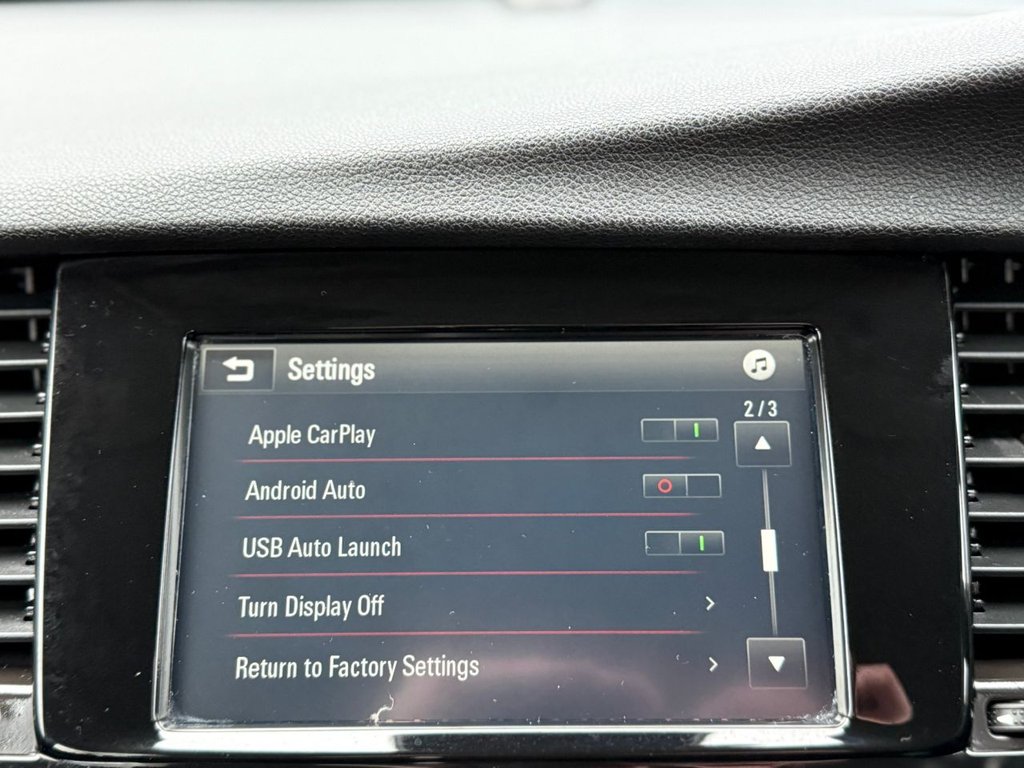 Settings
2/3
Apple CarPlay
Android Auto
USB Auto Launch
Turn Display Off
Return to Factory Settings